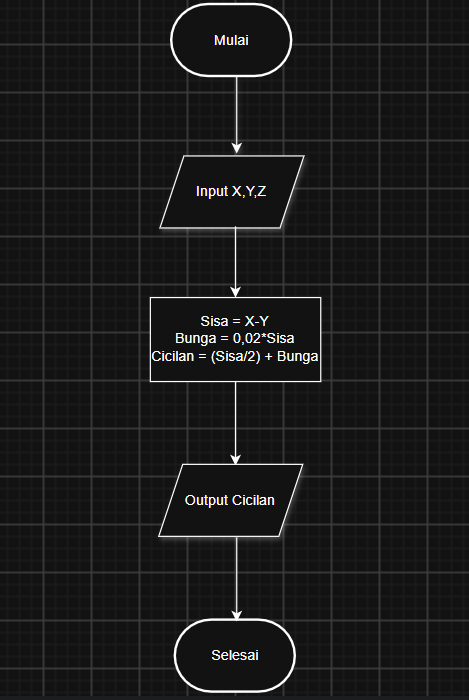 Mulai
Input X,Y,Z
Sisa = X-Y
Bunga = 0,02*Sisa
Cicilan = (Sisa/2) + Bunga
Output Cicilan
Selesai